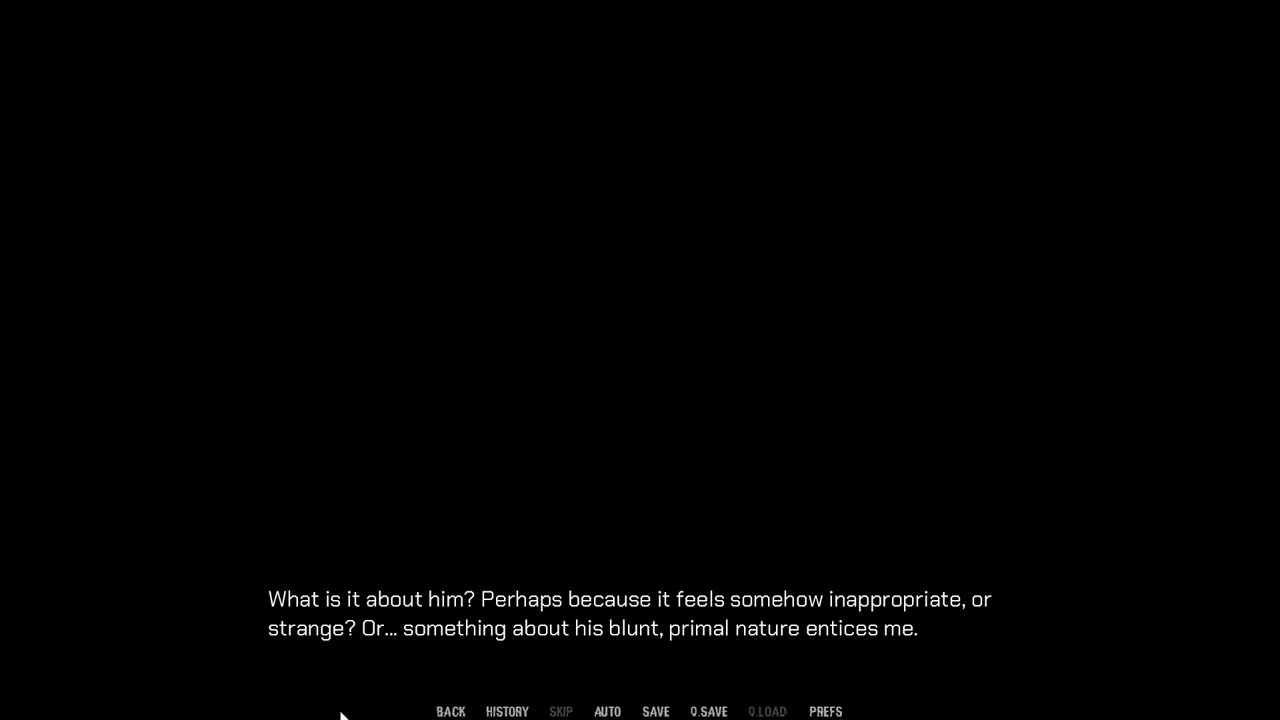 What is it about him? Perhaps because it feels somehow inappropriate, or
strange? Or... something about his blunt, primal nature entices me.
BACK HISTORY SKIP AUTO SAVE Q.SAVE Q.LOAD PREFS